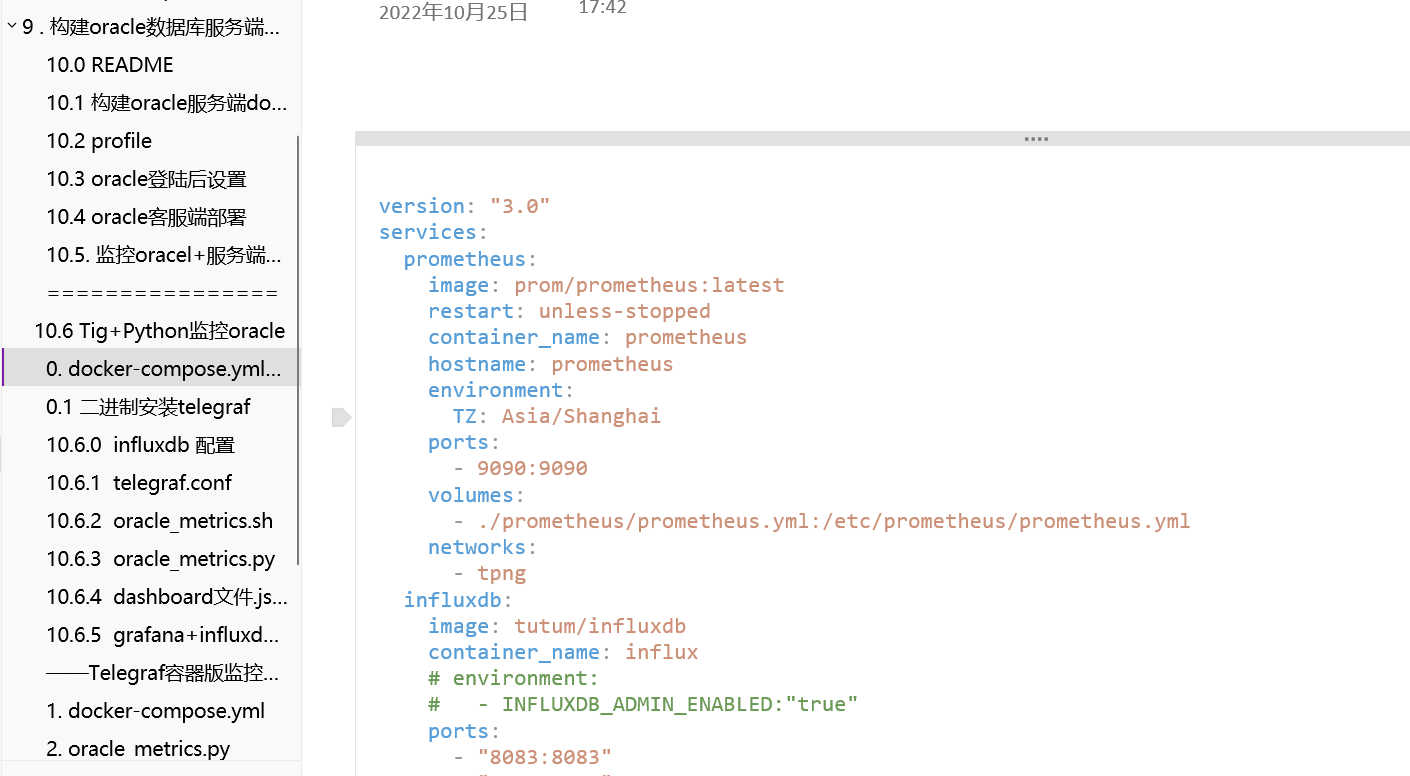 9 . 构建oracle数据库服务端...
10.0 README
10.1 构建oracle服务端do...
10.2 profile
10.3 oracle登陆后设置
10.4 oracle客服端部署
10.5. 监控oracel+服务端...
================
10.6 Tig+Python监控oracle
0. docker-compose.yml...
0.1 二进制安装telegraf
10.6.0 influxdb 配置
10.6.1 telegraf.conf
10.6.2 oracle_metrics.sh
10.6.3 oracle_metrics.py
10.6.4 dashboard文件.js...
10.6.5 grafana+influxd...
——Telegraf容器版监控...
1. docker-compose.yml
2. oracle_metrics.py
2022年10月25日 17:42
version: "3.0"
services:
  prometheus:
    image: prom/prometheus:latest
    restart: unless-stopped
    container_name: prometheus
    hostname: prometheus
    environment:
      TZ: Asia/Shanghai
    ports:
      - 9090:9090
    volumes:
      - ./prometheus/prometheus.yml:/etc/prometheus/prometheus.yml
    networks:
      - tpng
  influxdb:
    image: tutum/influxdb
    container_name: influx
    # environment:
    #   - INFLUXDB_ADMIN_ENABLED:"true"
    ports:
      - "8083:8083"